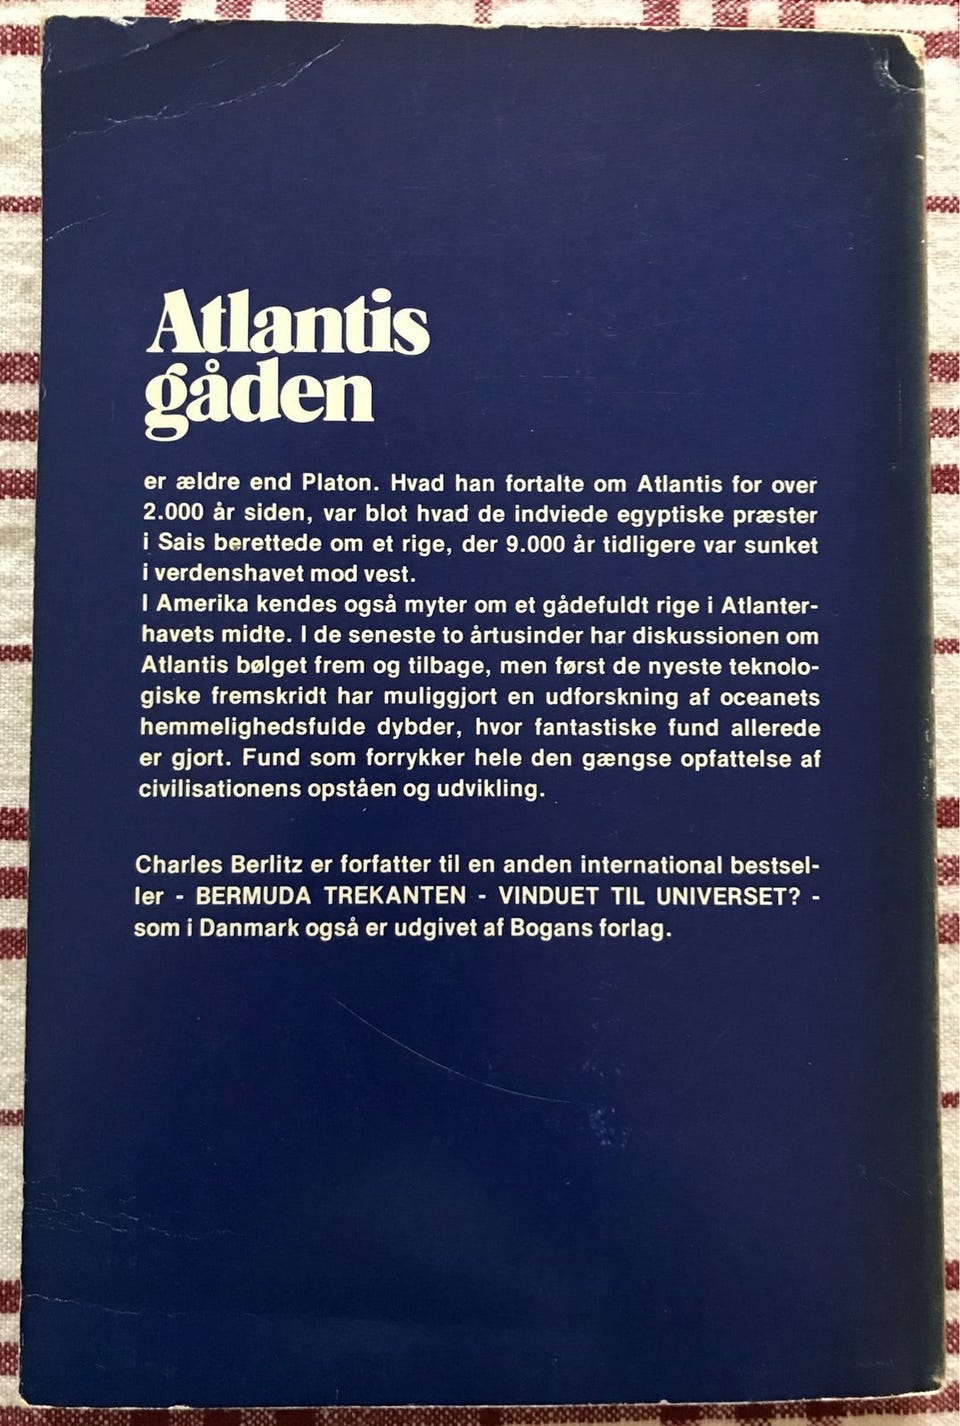 Atlantis
gåden
er ældre end Platon. Hvad han fortalte om Atlantis for over
2.000 år siden, var blot hvad de indviede egyptiske præster
i Sais berettede om et rige, der 9.000 år tidligere var sunket
i verdenshavet mod vest.
I Amerika kendes også myter om et gådefuldt rige i Atlanter-
havets midte. I de seneste to årtusinder har diskussionen om
Atlantis bølget frem og tilbage, men først de nyeste teknolo-
giske fremskridt har muliggjort en udforskning af oceanets
hemmelighedsfulde dybder, hvor fantastiske fund allerede
er gjort. Fund som forrykker hele den gængse opfattelse af
civilisationens opståen og udvikling.
Charles Berlitz er forfatter til en anden international bestsel-
ler - BERMUDA TREKANTEN - VINDUET TIL UNIVERSET? -
som i Danmark også er udgivet af Bogans forlag.